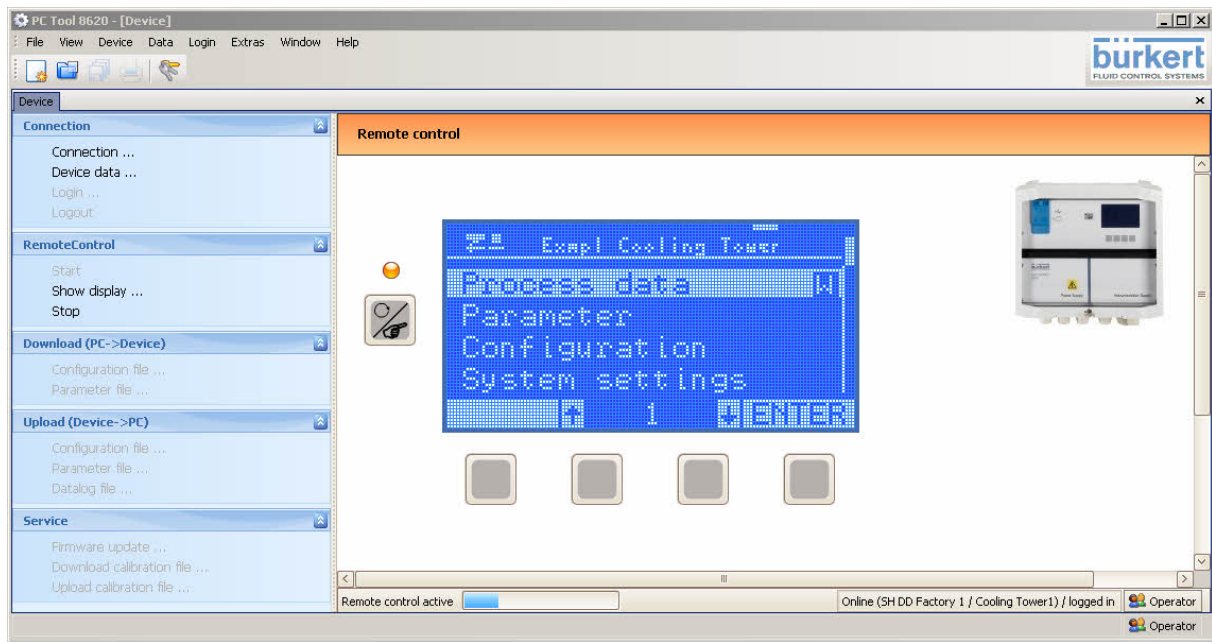 PC Tool 8620 - [Device]
File View Device Data Login Extras Window Help
bürkert
FLUID CONTROL SYSTEMS
Device
Connection
Connection ...
Device data ...
Login ...
Logout
RemoteControl
Start
Show display ...
Stop
Download (PC->Device)
Configuration file ...
Parameter file ...
Upload (Device->PC)
Configuration file ...
Parameter file ...
Datalog file ...
Service
Firmware update ...
Download calibration file ...
Upload calibration file ...
Remote control
Exmpl Cooling Tower
Process data
Parameter
Configuration
System settings
1 ENTER
bürkert
Power Supply
Remote control active
Online (SH DD Factory 1 / Cooling Tower1) / logged in
Operator
Operator